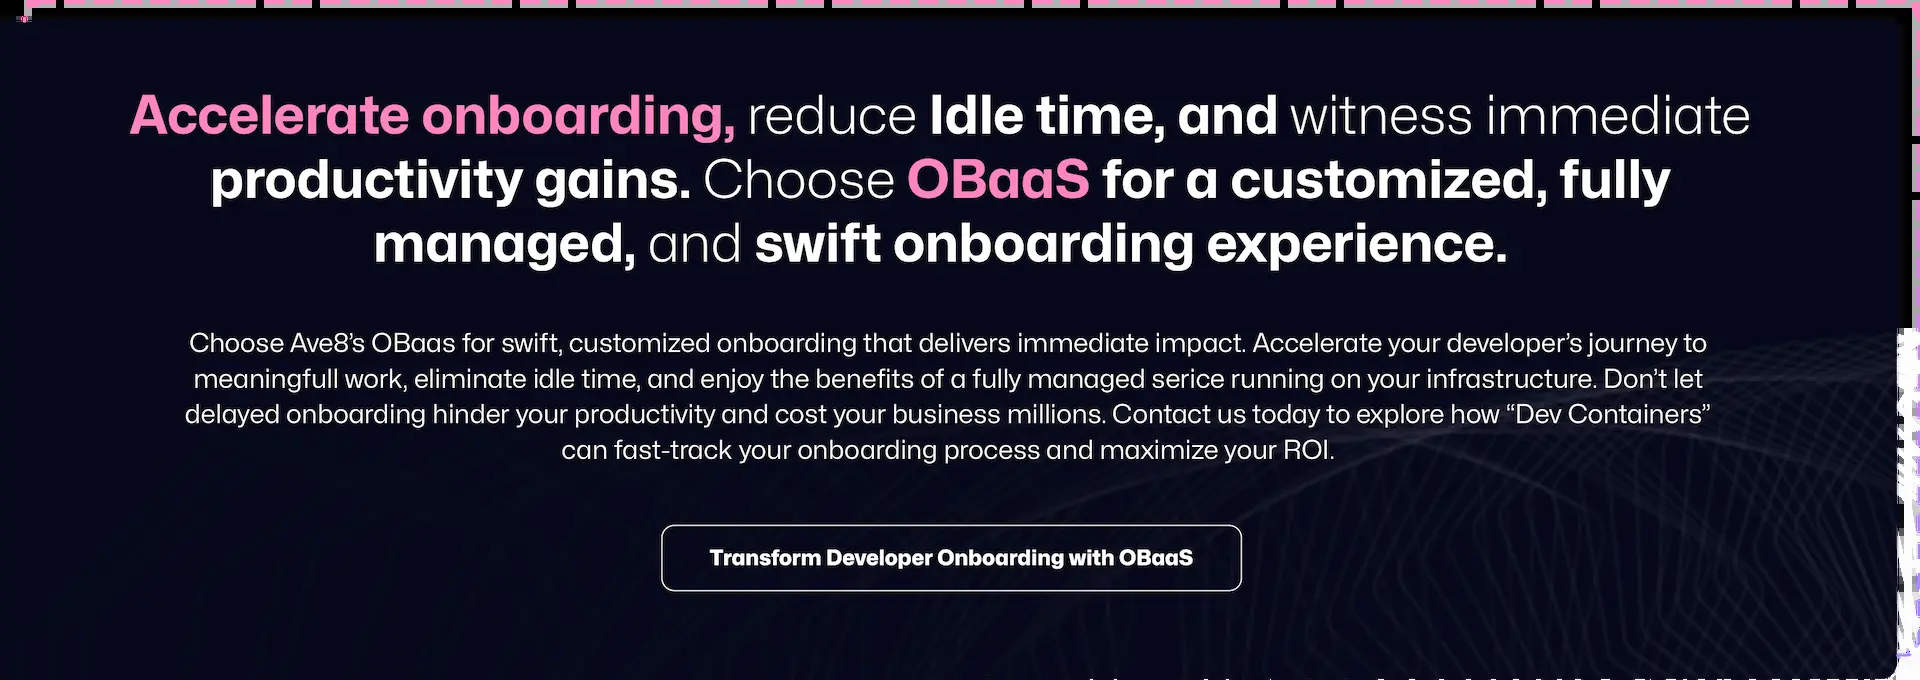 Accelerate onboarding, reduce Idle time, and witness immediate
productivity gains. Choose OBaaS for a customized, fully
managed, and swift onboarding experience.
Choose Ave8’s OBaas for swift, customized onboarding that delivers immediate impact. Accelerate your developer’s journey to
meaningfull work, eliminate idle time, and enjoy the benefits of a fully managed serice running on your infrastructure. Don’t let
delayed onboarding hinder your productivity and cost your business millions. Contact us today to explore how “Dev Containers”
can fast-track your onboarding process and maximize your ROI.
Transform Developer Onboarding with OBaaS